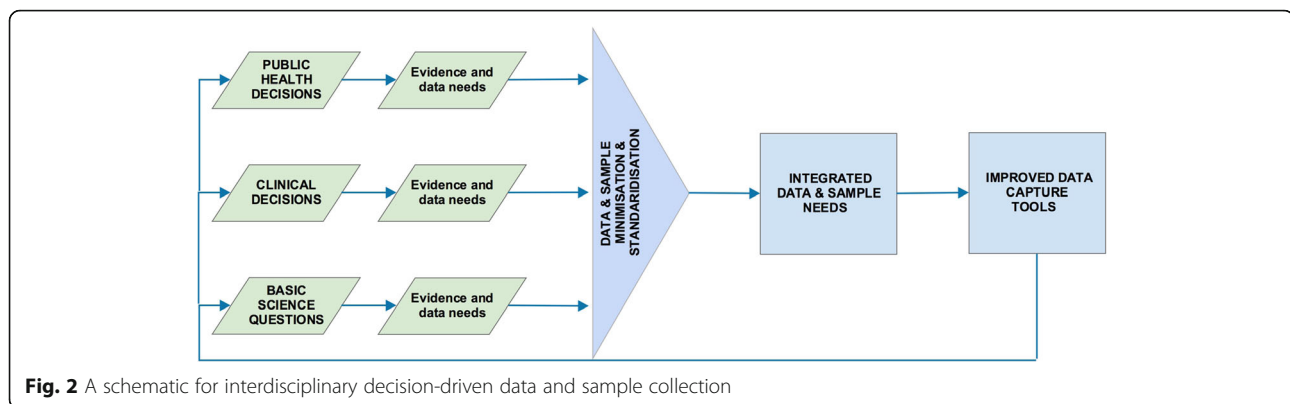 PUBLIC
HEALTH
DECISIONS
Evidence and
data needs
CLINICAL
DECISIONS
Evidence and
data needs
BASIC
SCIENCE
QUESTIONS
Evidence and
data needs
DATA & SAMPLE
MINIMISATION &
STANDARIDISATION
INTEGRATED
DATA & SAMPLE
NEEDS
IMPROVED DATA
CAPTURE
TOOLS
Fig. 2 A schematic for interdisciplinary decision-driven data and sample collection